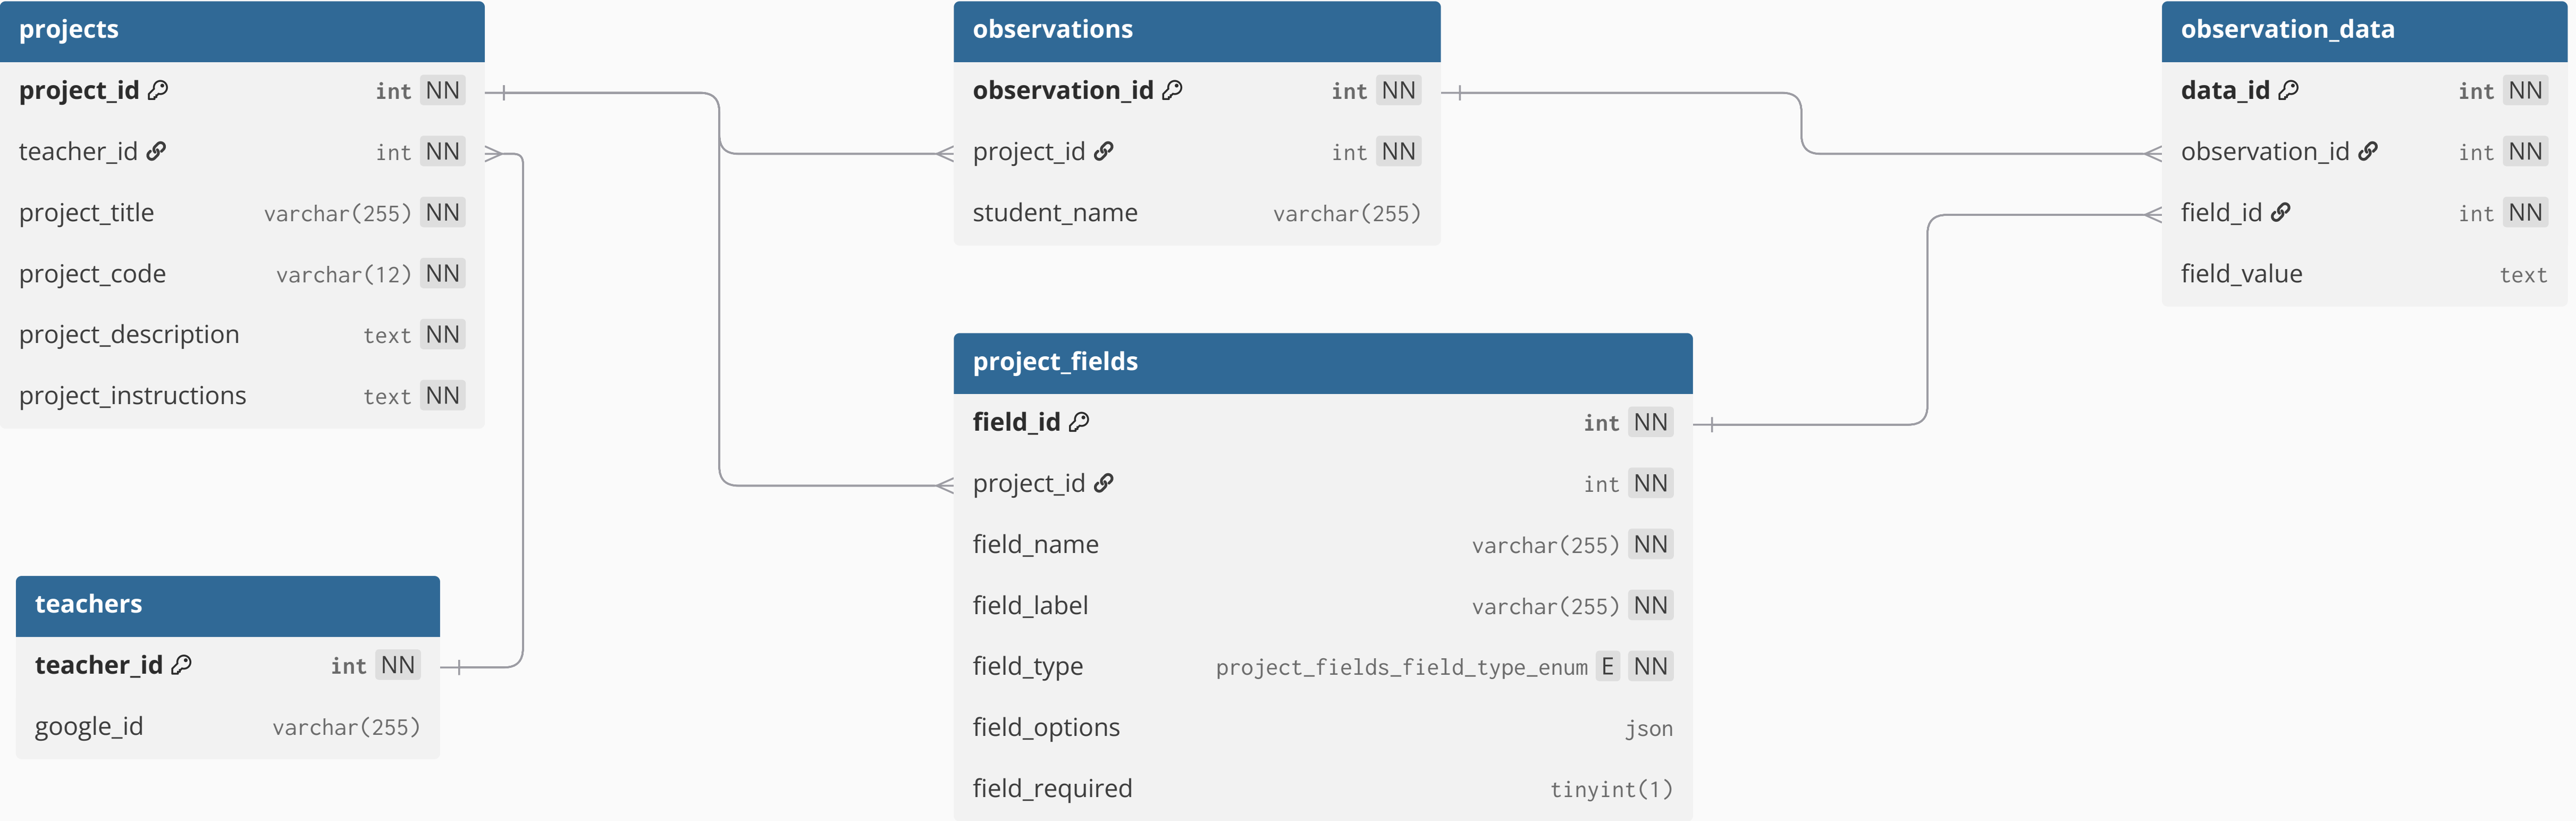 projects
project_id int NN
teacher_id int NN
project_title varchar(255) NN
project_code varchar(12) NN
project_description text NN
project_instructions text NN
teachers
teacher_id int NN
google_id varchar(255)
observations
observation_id int NN
project_id int NN
student_name varchar(255)
project_fields
field_id int NN
project_id int NN
field_name varchar(255) NN
field_label varchar(255) NN
field_type project_fields_field_type_enum E NN
field_options json
field_required tinyint(1)
observation_data
data_id int NN
observation_id int NN
field_id int NN
field_value text